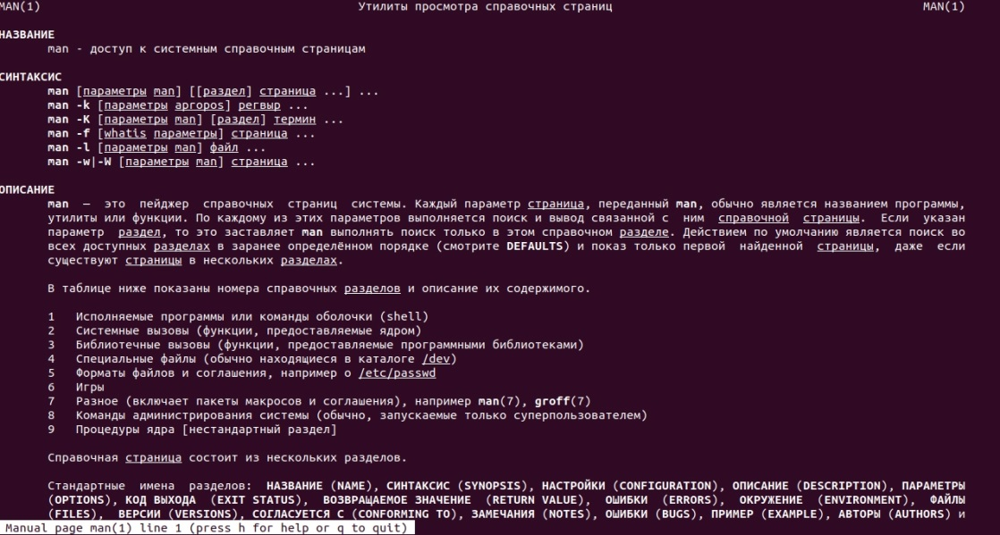 MAN(1) Утилиты просмотра справочных страниц MAN(1)
НАЗВАНИЕ
man - доступ к системным справочным страницам
СИНТАКСИС
man [параметры man] [[раздел] страница ...] ...
man -k [параметры apropos] регвыр ...
man -K [параметры man] [раздел] термин ...
man -f [whatis параметры] страница ...
man -l [параметры man] файл ...
man -w|-W [параметры man] страница ...
ОПИСАНИЕ
man — это пейджер справочных страниц системы. Каждый параметр страница, переданный man, обычно является названием программы,
утилиты или функции. По каждому из этих параметров выполняется поиск и вывод связанной с ним справочной страницы. Если указан
параметр раздел, то это заставляет man выполнять поиск только в этом справочном разделе. Действием по умолчанию является поиск во
всех доступных разделах в заранее определённом порядке (смотрите DEFAULTS) и показ только первой найденной страницы, даже если
существуют страницы в нескольких разделах.
В таблице ниже показаны номера справочных разделов и описание их содержимого.
1 Исполняемые программы или команды оболочки (shell)
2 Системные вызовы (функции, предоставляемые ядром)
3 Библиотечные вызовы (функции, предоставляемые программными библиотеками)
4 Специальные файлы (обычно находящиеся в каталоге /dev)
5 Форматы файлов и соглашения, например о /etc/passwd
6 Игры
7 Разное (включает пакеты макросов и соглашения), например man(7), groff(7)
8 Команды администрирования системы (обычно, запускаемые только суперпользователем)
9 Процедуры ядра [нестандартный раздел]
Справочная страница состоит из нескольких разделов.
Стандартные имена разделов: НАЗВАНИЕ (NAME), СИНТАКСИС (SYNOPSIS), НАСТРОЙКИ (CONFIGURATION), ОПИСАНИЕ (DESCRIPTION), ПАРАМЕТРЫ
(OPTIONS), КОД ВЫХОДА (EXIT STATUS), ВОЗВРАЩАЕМОЕ ЗНАЧЕНИЕ (RETURN VALUE), ОШИБКИ (ERRORS), ОКРУЖЕНИЕ (ENVIRONMENT), ФАЙЛЫ
(FILES), ВЕРСИИ (VERSIONS), СОГЛАСУЕТСЯ С (CONFORMING TO), ЗАМЕЧАНИЯ (NOTES), ОШИБКИ (BUGS), ПРИМЕР (EXAMPLE), АВТОРЫ (AUTHORS) и
Manual page man(1) line 1 (press h for help or q to quit)